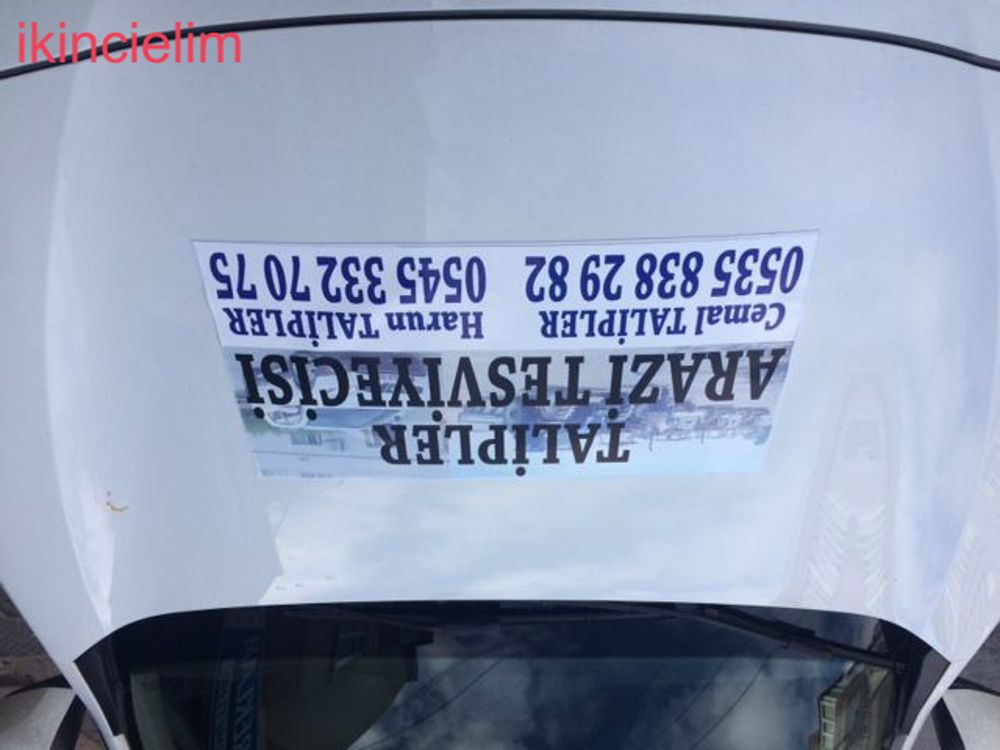 ikincielim
TALİPLER
ARAZİ TESVİYECİSİ
Cemal TALİPLER Harun TALİPLER
0535 838 29 82 0545 332 70 75